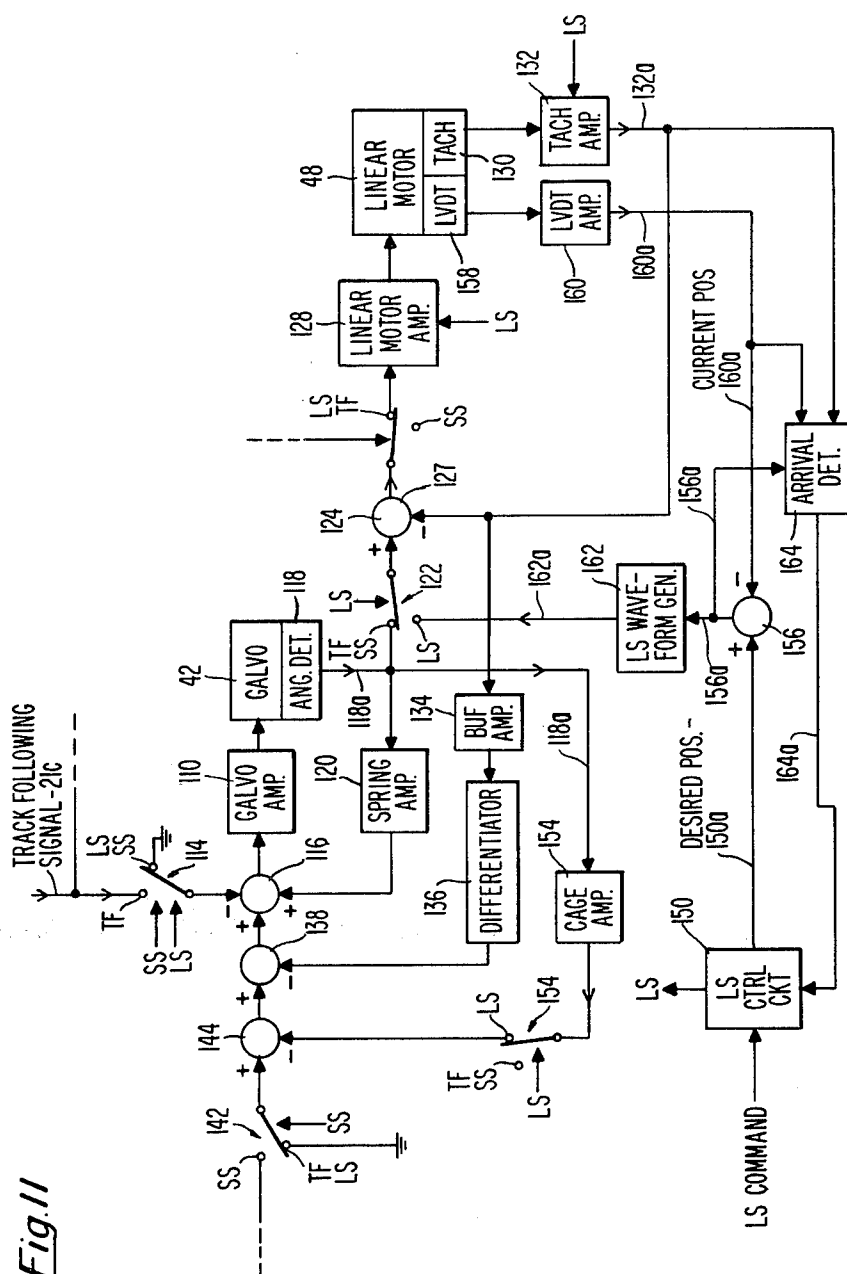 Fig. 11
TRACK FOLLOWING
SIGNAL-21c
TF
LS
SS
114
SS
LS
116
138
144
142
SS
SS
TF
LS
110
GALVO
AMP.
42
GALVO
ANG. DET.
118
118a
120
SPRING
AMP.
TF
SS
LS
122
LS
124
127
LS
TF
SS
128
LINEAR
MOTOR
AMP.
LS
48
LINEAR
MOTOR
LVDT
TACH
158
130
132
TACH
AMP.
LS
132a
LVDT
AMP.
160
160a
134
BUF
AMP.
136
DIFFERENTIATOR
118a
154
CAGE
AMP.
LS
154
TF
SS
LS
162a
162
LS WAVE-
FORM GEN.
156a
156a
156
+
-
CURRENT POS
160a
ARRIVAL
DET.
164
164a
DESIRED POS.-
150a
150
LS
CTRL
CKT
LS
LS COMMAND